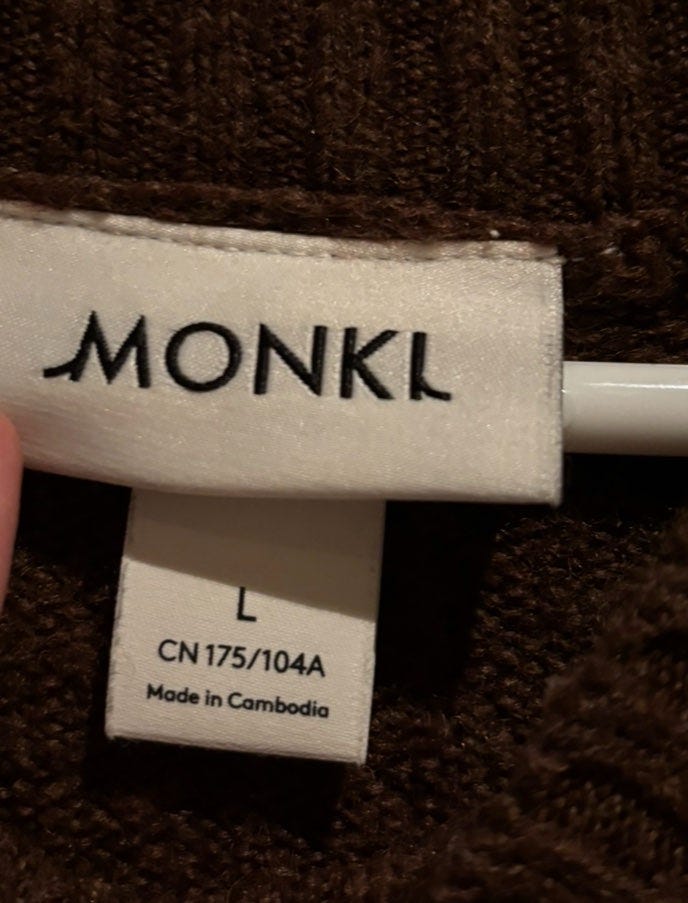 MONKI
L
CN 175/104A
Made in Cambodia